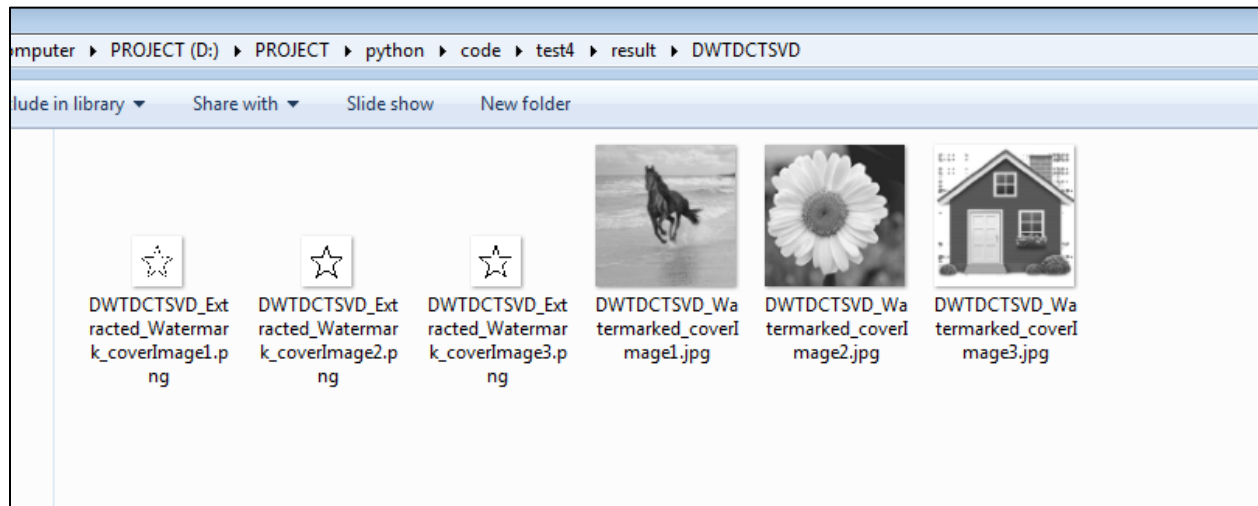 omputer ▸ PROJECT (D:) ▸ PROJECT ▸ python ▸ code ▸ test4 ▸ result ▸ DWTDCTSVD
lude in library ▾ Share with ▾ Slide show New folder
DWTDCTSVD_Ext
racted_Watermar
k_coverImage1.p
ng
DWTDCTSVD_Ext
racted_Watermar
k_coverImage2.p
ng
DWTDCTSVD_Ext
racted_Watermar
k_coverImage3.p
ng
DWTDCTSVD_Wa
termarked_coverI
mage1.jpg
DWTDCTSVD_Wa
termarked_coverI
mage2.jpg
DWTDCTSVD_Wa
termarked_coverI
mage3.jpg